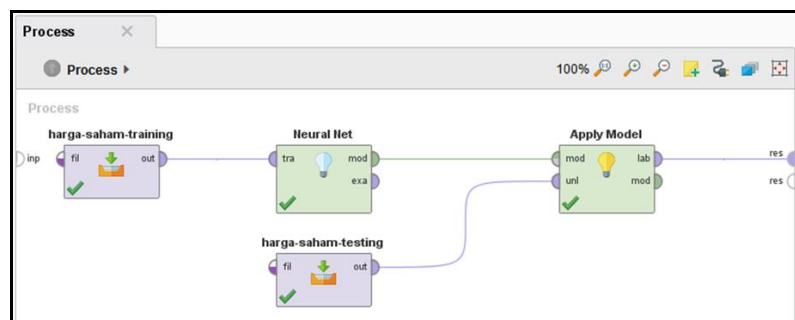 Process
Process
100%
Process
harga-saham-training
Neural Net
Apply Model
inp
fil out
tra mod
exa
mod lab
unl mod
res
res
harga-saham-testing
fil out